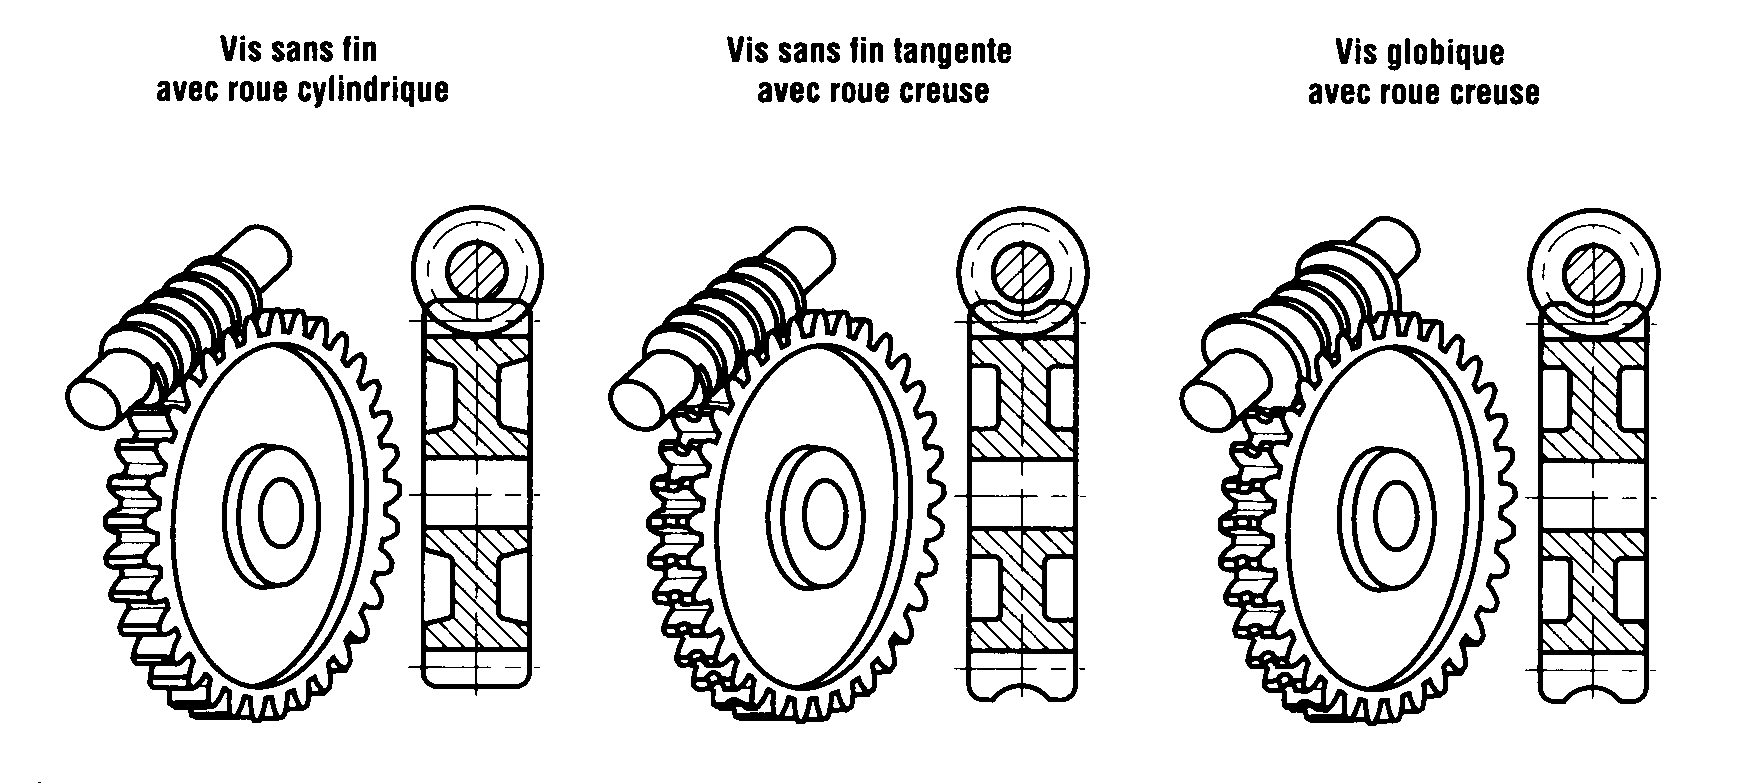 Vis sans fin
avec roue cylindrique
Vis sans fin tangente
avec roue creuse
Vis globique
avec roue creuse